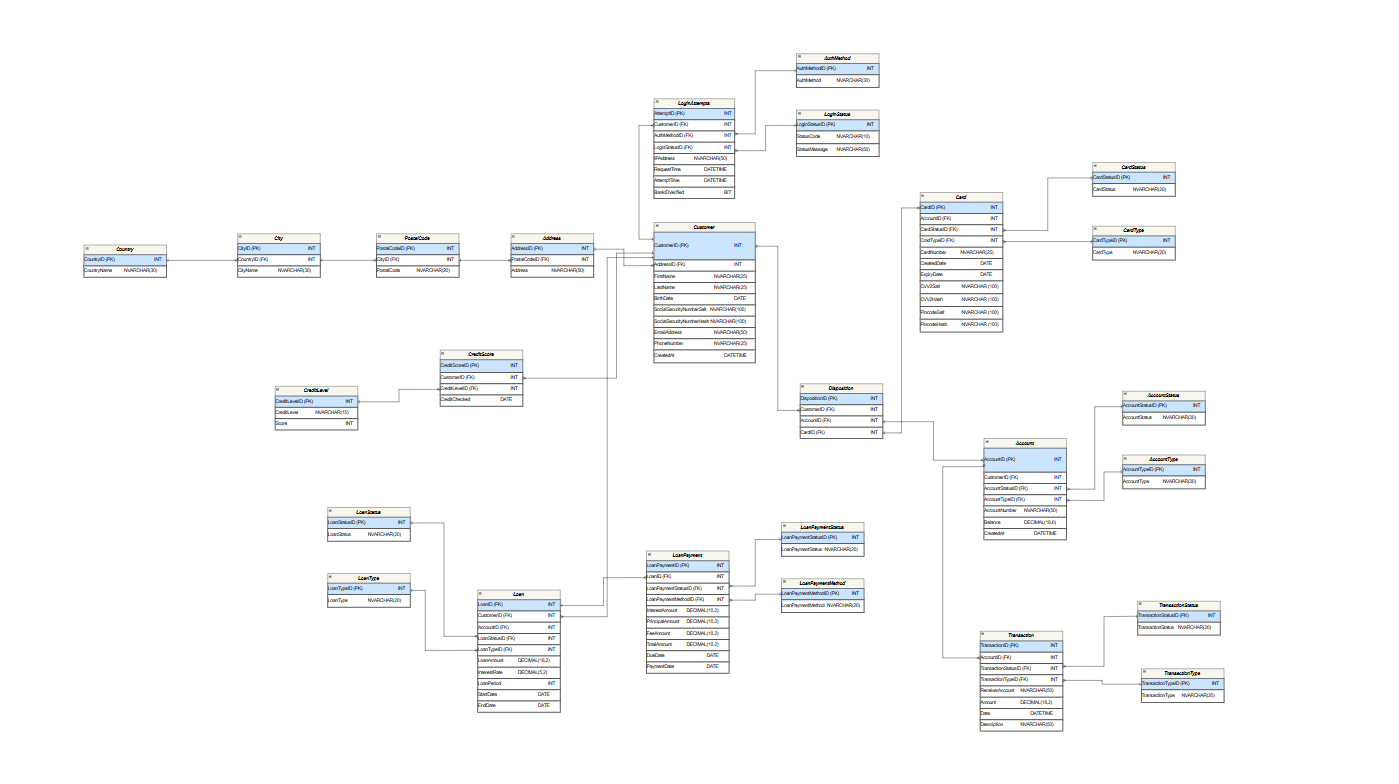 AuthMethod
AuthMethodID (PK) INT
AuthMethod NVARCHAR(30)
LoginAttempts
AttemptID (PK) INT
CustomerID (FK) INT
AuthMethodID (FK) INT
LoginStatusID (FK) INT
IPAddress NVARCHAR(50)
RequestTime DATETIME
AttemptTime DATETIME
BankIDVerified BIT
LoginStatus
LoginStatusID (PK) INT
StatusCode NVARCHAR(10)
StatusMessage NVARCHAR(50)
CardStatus
CardStatusID (PK) INT
CardStatus NVARCHAR(20)
Card
CardID (PK) INT
AccountID (FK) INT
CardStatusID (FK) INT
CardTypeID (FK) INT
CardNumber NVARCHAR(25)
CreatedDate DATE
ExpiryDate DATE
CVV2Salt NVARCHAR (100)
CVV2Hash NVARCHAR (100)
PincodeSalt NVARCHAR (100)
PincodeHash NVARCHAR (100)
CardType
CardTypeID (PK) INT
CardType NVARCHAR(20)
Country
CountryID (PK) INT
CountryName NVARCHAR(30)
City
CityID (PK) INT
CountryID (FK) INT
CityName NVARCHAR(30)
PostalCode
PostalCodeID (PK) INT
CityID (FK) INT
PostalCode NVARCHAR(20)
Address
AddressID (PK) INT
PostalCodeID (FK) INT
Address NVARCHAR(50)
Customer
CustomerID (PK) INT
AddressID (FK) INT
FirstName NVARCHAR(25)
LastName NVARCHAR(25)
BirthDate DATE
SocialSecurityNumberSalt NVARCHAR(100)
SocialSecurityNumberHash NVARCHAR(100)
EmailAddress NVARCHAR(50)
PhoneNumber NVARCHAR(25)
CreatedAt DATETIME
CreditScore
CreditScoreID (PK) INT
CustomerID (FK) INT
CreditLevelID (FK) INT
CreditChecked DATE
CreditLevel
CreditLevelID (PK) INT
CreditLevel NVARCHAR(15)
Score INT
Disposition
DispositionID (PK) INT
CustomerID (FK) INT
AccountID (FK) INT
CardID (FK) INT
AccountStatus
AccountStatusID (PK) INT
AccountStatus NVARCHAR(20)
Account
AccountID (PK) INT
CustomerID (FK) INT
AccountStatusID (FK) INT
AccountTypeID (FK) INT
AccountNumber NVARCHAR(50)
Balance DECIMAL(18,6)
CreatedAt DATETIME
AccountType
AccountTypeID (PK) INT
AccountType NVARCHAR(20)
LoanStatus
LoanStatusID (PK) INT
LoanStatus NVARCHAR(20)
LoanType
LoanTypeID (PK) INT
LoanType NVARCHAR(20)
Loan
LoanID (PK) INT
CustomerID (FK) INT
AccountID (FK) INT
LoanStatusID (FK) INT
LoanTypeID (FK) INT
LoanAmount DECIMAL(18,2)
InterestRate DECIMAL(5,2)
LoanPeriod INT
StartDate DATE
EndDate DATE
LoanPayment
LoanPaymentID (PK) INT
LoanID (FK) INT
LoanPaymentStatusID (FK) INT
LoanPaymentMethodID (FK) INT
InterestAmount DECIMAL(10,2)
PrincipalAmount DECIMAL(10,2)
FeeAmount DECIMAL(10,2)
TotalAmount DECIMAL(10,2)
DueDate DATE
PaymentDate DATE
LoanPaymentStatus
LoanPaymentStatusID (PK) INT
LoanPaymentStatus NVARCHAR(20)
LoanPaymentMethod
LoanPaymentMethodID (PK) INT
LoanPaymentMethod NVARCHAR(20)
TransactionStatus
TransactionStatusID (PK) INT
TransactionStatus NVARCHAR(20)
Transaction
TransactionID (PK) INT
AccountID (FK) INT
TransactionStatusID (FK) INT
TransactionTypeID (FK) INT
ReceiverAccount NVARCHAR(50)
Amount DECIMAL(18,2)
Date DATETIME
Description NVARCHAR(50)
TransactionType
TransactionTypeID (PK) INT
TransactionType NVARCHAR(20)